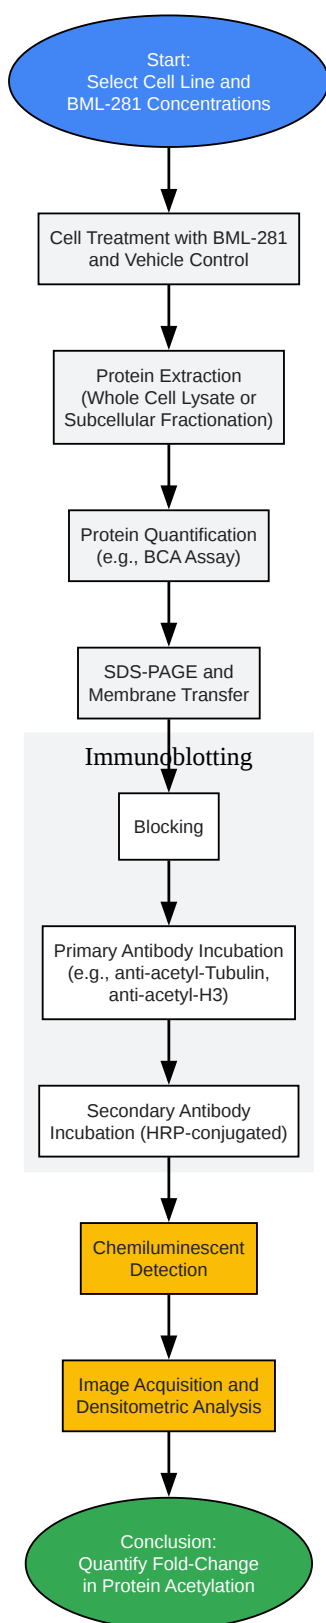 Start:
Select Cell Line and
BML-281 Concentrations
Cell Treatment with BML-281
and Vehicle Control
Protein Extraction
(Whole Cell Lysate or
Subcellular Fractionation)
Protein Quantification
(e.g., BCA Assay)
SDS-PAGE and
Membrane Transfer
Immunoblotting
Blocking
Primary Antibody Incubation
(e.g., anti-acetyl-Tubulin,
anti-acetyl-H3)
Secondary Antibody
Incubation (HRP-conjugated)
Chemiluminescent
Detection
Image Acquisition and
Densitometric Analysis
Conclusion:
Quantify Fold-Change
in Protein Acetylation